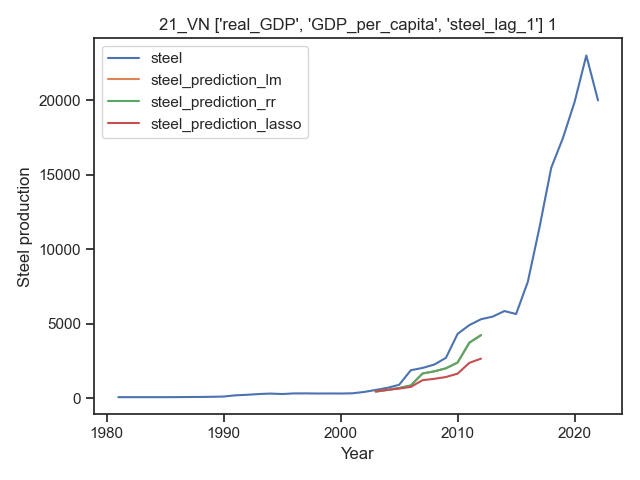 21_VN ['real_GDP', 'GDP_per_capita', 'steel_lag_1'] 1
steel
steel_prediction_lm
steel_prediction_rr
steel_prediction_lasso
Steel production
20000
15000
10000
5000
0
1980
1990
2000
2010
2020
Year